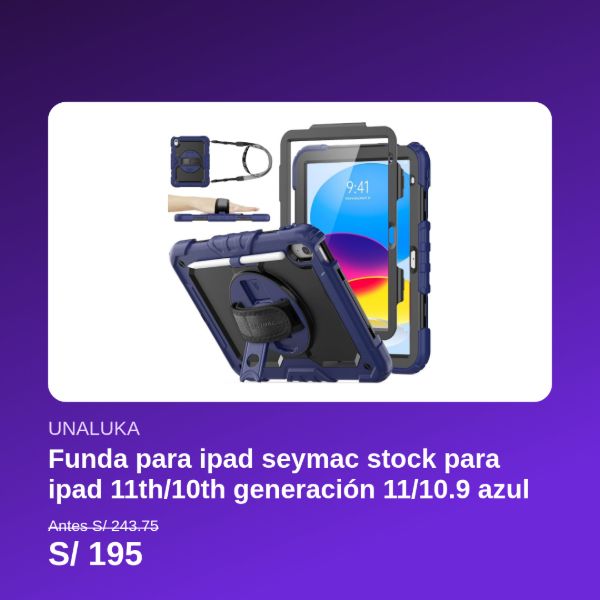 9:41
UNALUKA
Funda para ipad seymac stock para
ipad 11th/10th generación 11/10.9 azul
Antes S/ 243.75
S/ 195